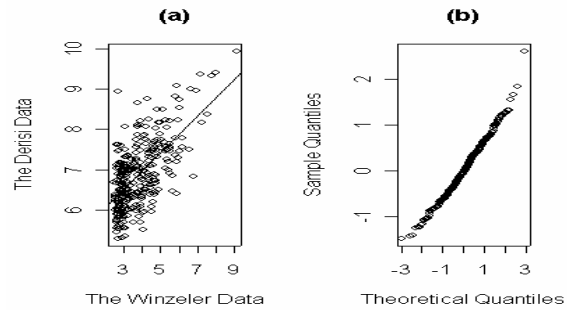 (a)
The Derisi Data
10
9
8
7
6
3 5 7 9
The Winzeler Data
(b)
Sample Quantiles
2
1
0
-1
-3 -1 1 3
Theoretical Quantiles